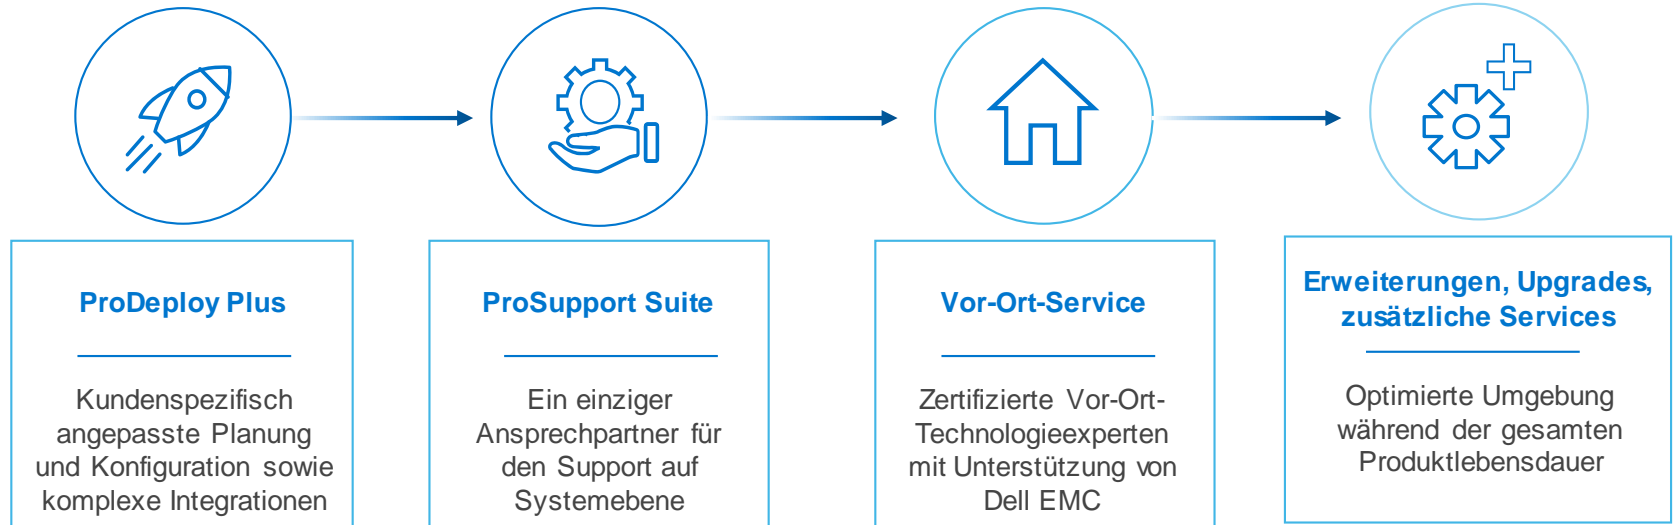 ProDeploy Plus
Kundenspezifisch
angepasste Planung
und Konfiguration sowie
komplexe Integrationen
ProSupport Suite
Ein einziger
Ansprechpartner für
den Support auf
Systemebene
Vor-Ort-Service
Zertifizierte Vor-Ort-
Technologieexperten
mit Unterstützung von
Dell EMC
Erweiterungen, Upgrades,
zusätzliche Services
Optimierte Umgebung
während der gesamten
Produktlebensdauer